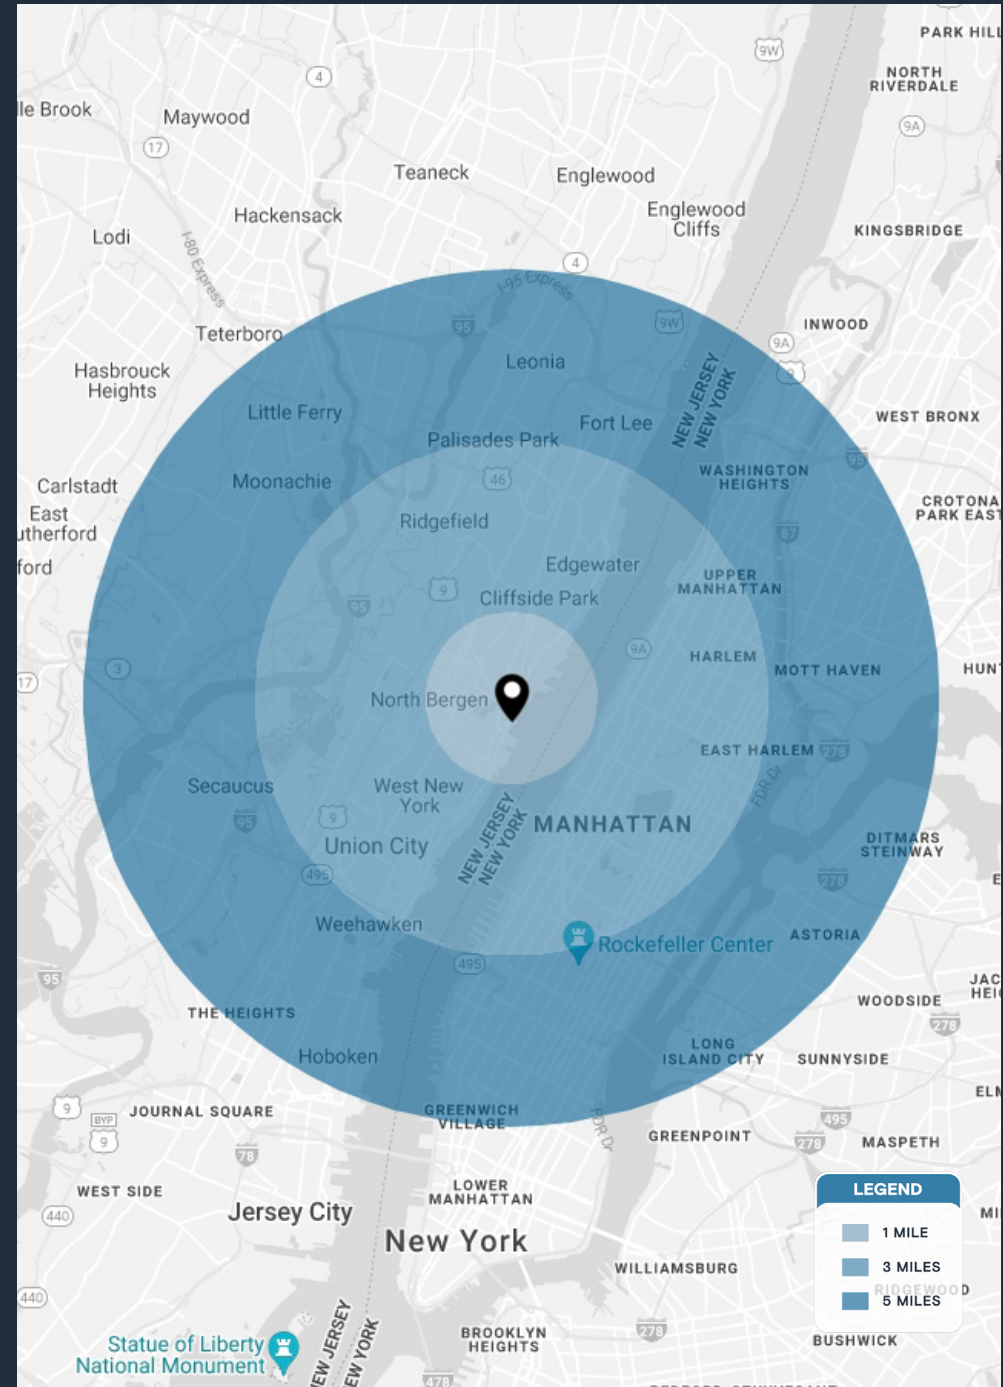 PARK HILL
9W
NORTH
RIVERDALE
4
lle Brook
Maywood
9A
17
Teaneck
Englewood
Hackensack
Englewood
Cliffs
KINGSBRIDGE
Lodi
I-80 Express
4
I-95 Express
Teterboro
95
9W
INWOOD
9A
9
Leonia
Hasbrouck
Heights
NEW JERSEY
NEW YORK
Little Ferry
Fort Lee
WEST BRONX
Palisades Park
95
Moonachie
46
WASHINGTON
HEIGHTS
Carlstadt
CROTONA
PARK EAST
East
utherford
Ridgefield
87
ford
Edgewater
UPPER
MANHATTAN
9
Cliffside Park
95
9A
HARLEM
3
MOTT HAVEN
HUNT
17
North Bergen
EAST HARLEM
278
FDR Dr
Secaucus
West New
York
9
95
NEW JERSEY
NEW YORK
MANHATTAN
Union City
DITMARS
STEINWAY
495
278
E
Weehawken
Rockefeller Center
ASTORIA
495
95
JAC
HEIG
WOODSIDE
THE HEIGHTS
278
Hoboken
LONG
ISLAND CITY
SUNNYSIDE
ELM
9
JOURNAL SQUARE
GREENWICH
VILLAGE
FDR Dr
BYP
9
495
GREENPOINT
278
MASPETH
78
WEST SIDE
LOWER
MANHATTAN
440
Jersey City
New York
LEGEND
1 MILE
MI
WILLIAMSBURG
3 MILES
RIDGEWOOD
5 MILES
440
Statue of Liberty
National Monument
NEW JERSEY
NEW YORK
BROOKLYN
HEIGHTS
278
BUSHWICK
478